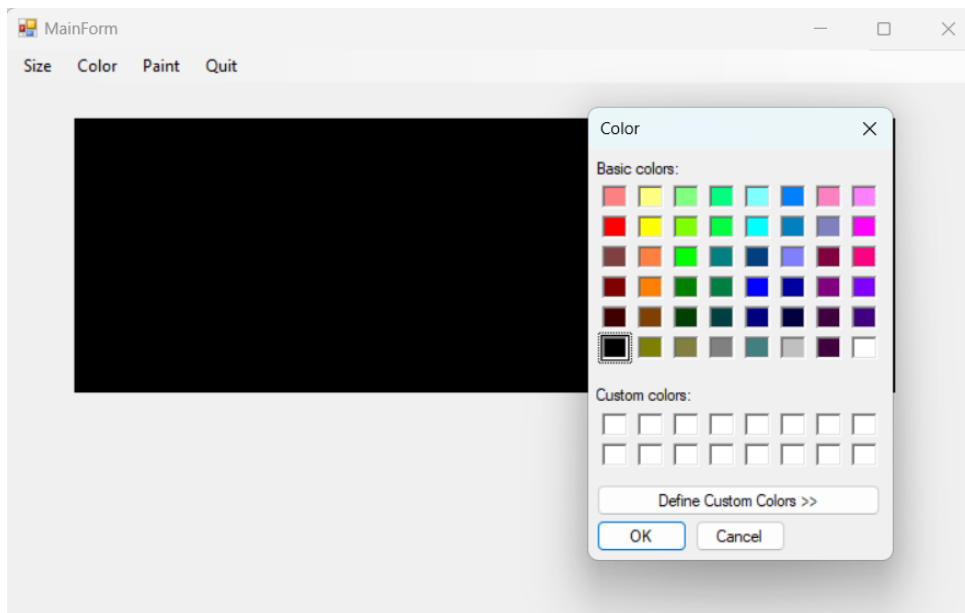 MainForm
Size Color Paint Quit
Color
Basic colors:
Custom colors:
Define Custom Colors >>
OK Cancel